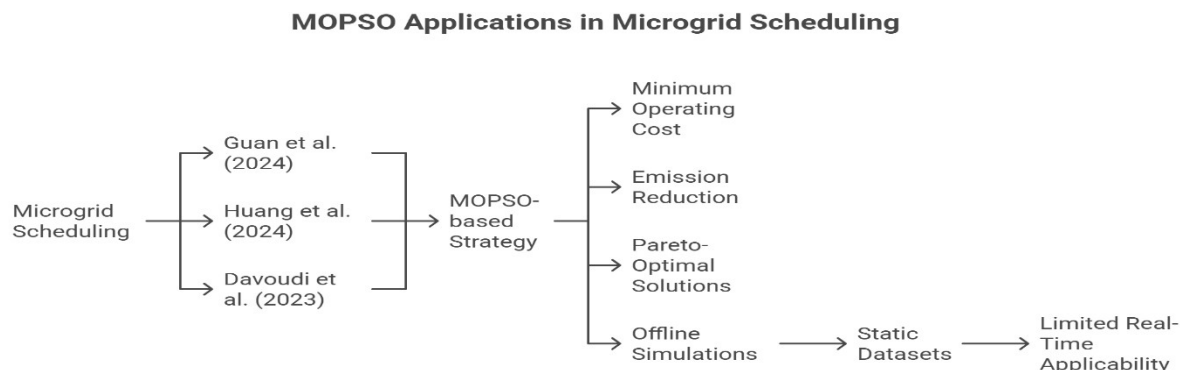 MOPSO Applications in Microgrid Scheduling
Microgrid
Scheduling
Guan et al.
(2024)
Huang et al.
(2024)
Davoudi et
al. (2023)
MOPSO-
based
Strategy
Minimum
Operating
Cost
Emission
Reduction
Pareto-
Optimal
Solutions
Offline
Simulations
Static
Datasets
Limited Real-
Time
Applicability